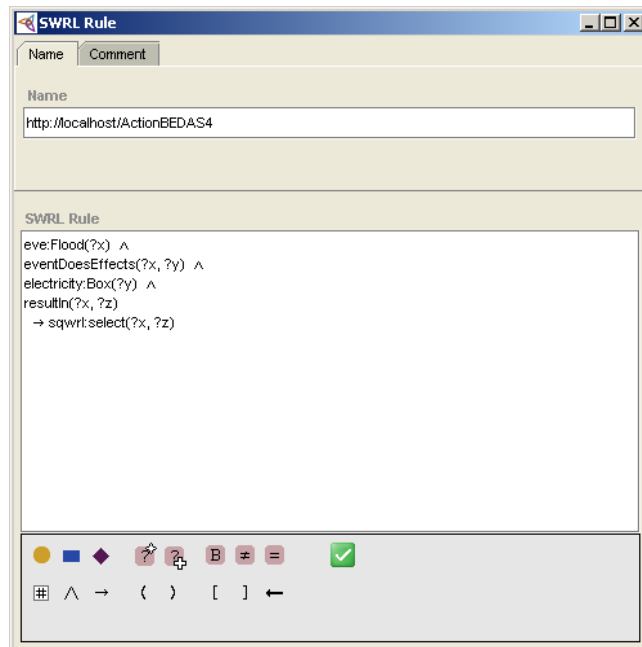 SWRL Rule
Name Comment
Name
http://localhost/ActionBEDAS4
SWRL Rule
eve:Flood(?x) ∧
eventDoesEffects(?x, ?y) ∧
electricity:Box(?y) ∧
resultIn(?x, ?z)
→ sqwrl:select(?x, ?z)
? ? B ≠ =
# ∧ → ( ) [ ] ←